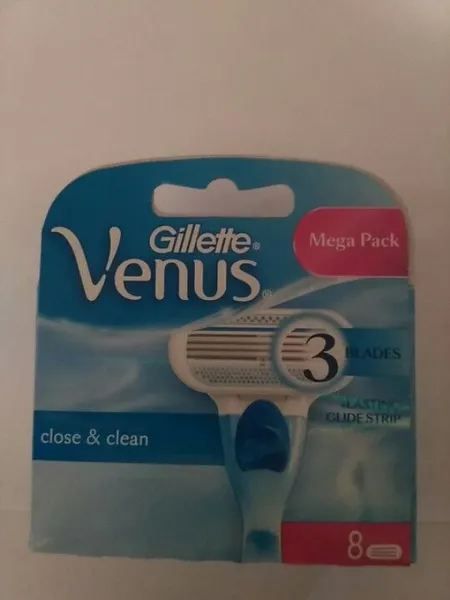 Gillette®
Venus®
Mega Pack
3 BLADES
GLIDE STRIP
close & clean
8